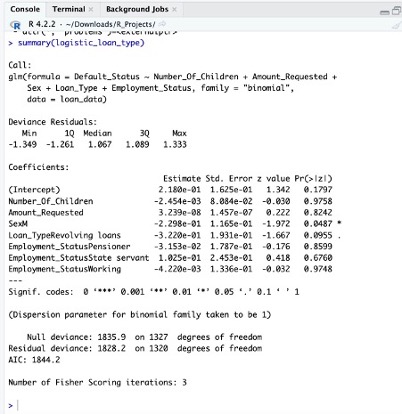 Console Terminal × Background Jobs ×
R 4.2.2 · ~/Downloads/R_Projects/
> summary(logistic_loan_type)
Call:
glm(formula = Default_Status ~ Number_Of_Children + Amount_Requested +
Sex + Loan_Type + Employment_Status, family = "binomial",
data = loan_data)
Deviance Residuals:
Min 1Q Median 3Q Max
-1.349 -1.261 1.067 1.089 1.333
Coefficients:
Estimate Std. Error z value Pr(>|z|)
(Intercept) 2.180e-01 1.625e-01 1.342 0.1797
Number_Of_Children -2.454e-03 8.084e-02 -0.030 0.9758
Amount_Requested 3.239e-08 1.457e-07 0.222 0.8242
SexM -2.298e-01 1.165e-01 -1.972 0.0487 *
Loan_TypeRevolving loans -3.220e-01 1.931e-01 -1.667 0.0955 .
Employment_StatusPensioner -3.153e-02 1.787e-01 -0.176 0.8599
Employment_StatusState servant 1.025e-01 2.453e-01 0.418 0.6760
Employment_StatusWorking -4.220e-03 1.336e-01 -0.032 0.9748
---
Signif. codes: 0 ‘***’ 0.001 ‘**’ 0.01 ‘*’ 0.05 ‘.’ 0.1 ‘ ’ 1
(Dispersion parameter for binomial family taken to be 1)
Null deviance: 1835.9 on 1327 degrees of freedom
Residual deviance: 1828.2 on 1320 degrees of freedom
AIC: 1844.2
Number of Fisher Scoring iterations: 3
>